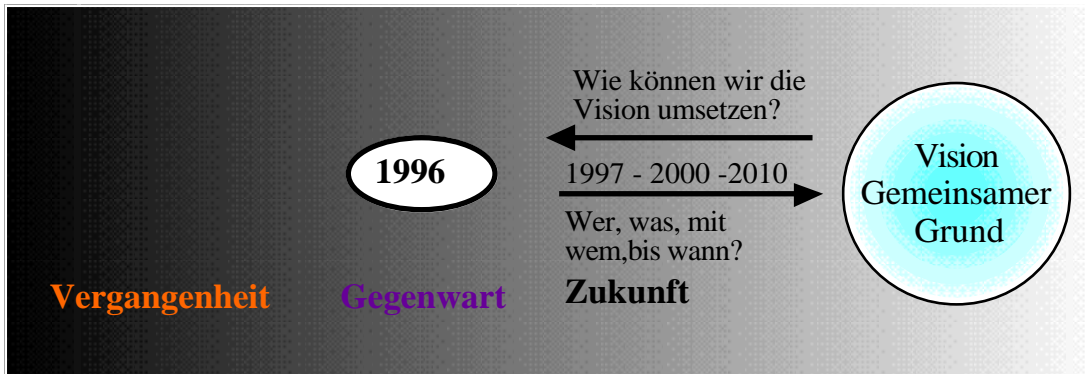 Wie können wir die
Vision umsetzen?
1996
1997 - 2000 -2010
Vision
Gemeinsamer
Grund
Wer, was, mit
wem,bis wann?
Vergangenheit
Gegenwart
Zukunft